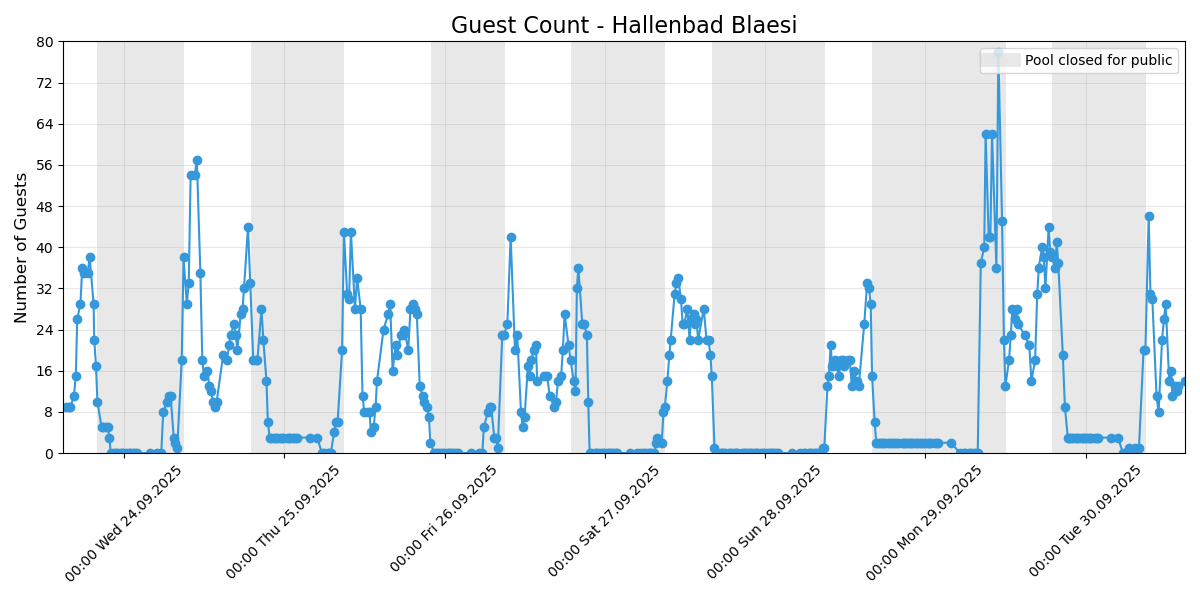 Guest Count - Hallenbad Blaesi
Pool closed for public
Number of Guests
80
72
64
56
48
40
32
24
16
8
0
00:00 Wed 24.09.2025
00:00 Thu 25.09.2025
00:00 Fri 26.09.2025
00:00 Sat 27.09.2025
00:00 Sun 28.09.2025
00:00 Mon 29.09.2025
00:00 Tue 30.09.2025